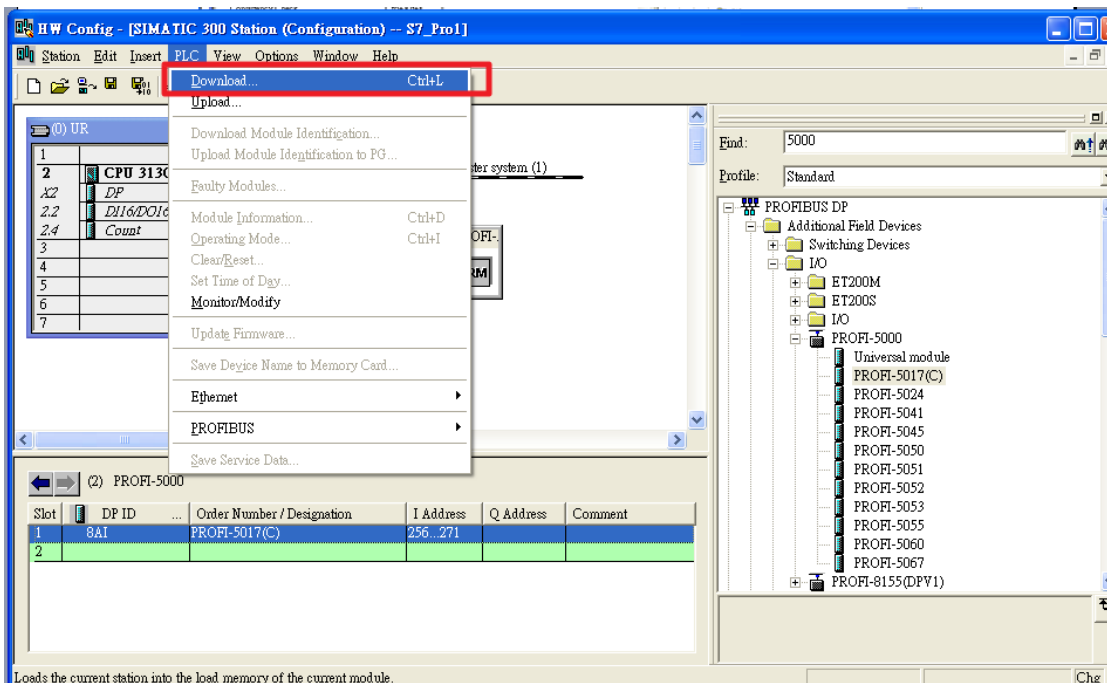 HW Config - [SIMATIC 300 Station (Configuration) -- S7_Pro1]
Station Edit Insert PLC View Options Window Help
Download... Ctrl+L
Upload...
Download Module Identification...
Upload Module Identification to PG...
Faulty Modules...
Module Information... Ctrl+D
Operating Mode... Ctrl+I
Clear/Reset...
Set Time of Day...
Monitor/Modify
Update Firmware...
Save Device Name to Memory Card...
Ethernet
PROFIBUS
Save Service Data...
(0) UR
1
2 CPU 313C
X2 DP
2.2 DI16/DO16
2.4 Count
3
4
5
6
7
ster system (1)
OFI-
RM
Find: 5000
Profile: Standard
PROFIBUS DP
Additional Field Devices
Switching Devices
I/O
ET200M
ET200S
I/O
PROFI-5000
Universal module
PROFI-5017(C)
PROFI-5024
PROFI-5041
PROFI-5045
PROFI-5050
PROFI-5051
PROFI-5052
PROFI-5053
PROFI-5055
PROFI-5060
PROFI-5067
PROFI-8155(DPV1)
(2) PROFI-5000
Slot DP ID ... Order Number / Designation I Address Q Address Comment
1 8AI PROFI-5017(C) 256...271
2
Loads the current station into the load memory of the current module. Chg